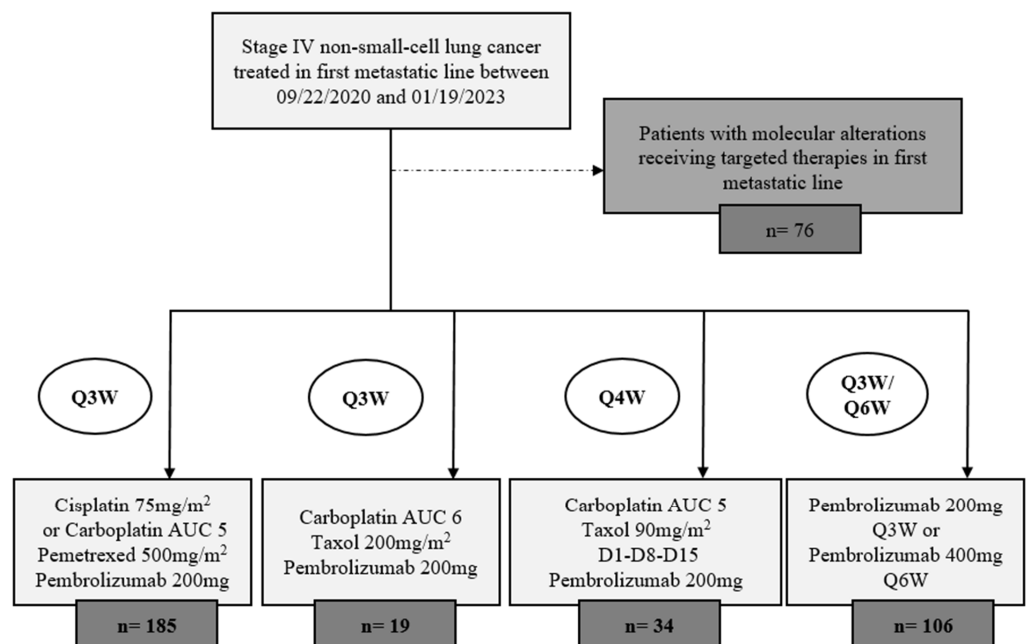 Stage IV non-small-cell lung cancer
treated in first metastatic line between
09/22/2020 and 01/19/2023
Patients with molecular alterations
receiving targeted therapies in first
metastatic line
n= 76
Q3W
Q3W
Q4W
Q3W/
Q6W
Cisplatin 75mg/m²
or Carboplatin AUC 5
Pemetrexed 500mg/m²
Pembrolizumab 200mg
n= 185
Carboplatin AUC 6
Taxol 200mg/m²
Pembrolizumab 200mg
n= 19
Carboplatin AUC 5
Taxol 90mg/m²
D1-D8-D15
Pembrolizumab 200mg
n= 34
Pembrolizumab 200mg
Q3W or
Pembrolizumab 400mg
Q6W
n= 106